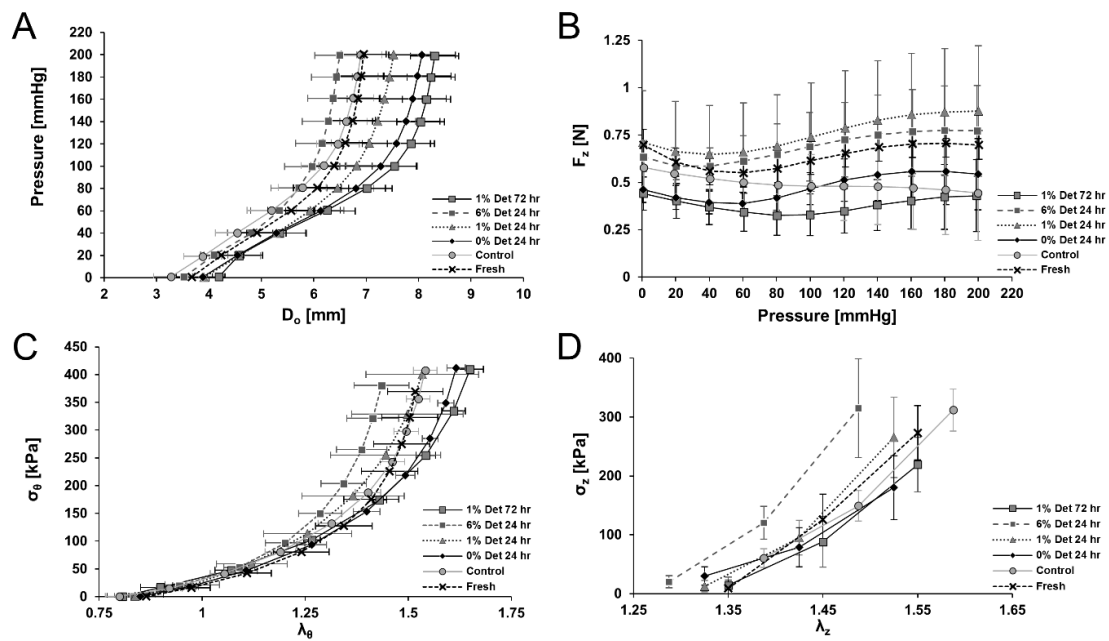 A
Pressure [mmHg]
200
180
160
140
120
100
80
60
40
20
0
2 3 4 5 6 7 8 9 10
Dₒ [mm]
1% Det 72 hr
6% Det 24 hr
1% Det 24 hr
0% Det 24 hr
Control
Fresh
B
F_z [N]
1.25
1
0.75
0.5
0.25
0
0 20 40 60 80 100 120 140 160 180 200 220
Pressure [mmHg]
1% Det 72 hr
6% Det 24 hr
1% Det 24 hr
0% Det 24 hr
Control
Fresh
C
σ_θ [kPa]
450
400
350
300
250
200
150
100
50
0
0.75 1 1.25 1.5 1.75
λ_θ
1% Det 72 hr
6% Det 24 hr
1% Det 24 hr
0% Det 24 hr
Control
Fresh
D
σ_z [kPa]
400
300
200
100
0
1.25 1.35 1.45 1.55 1.65
λ_z
1% Det 72 hr
6% Det 24 hr
1% Det 24 hr
0% Det 24 hr
Control
Fresh